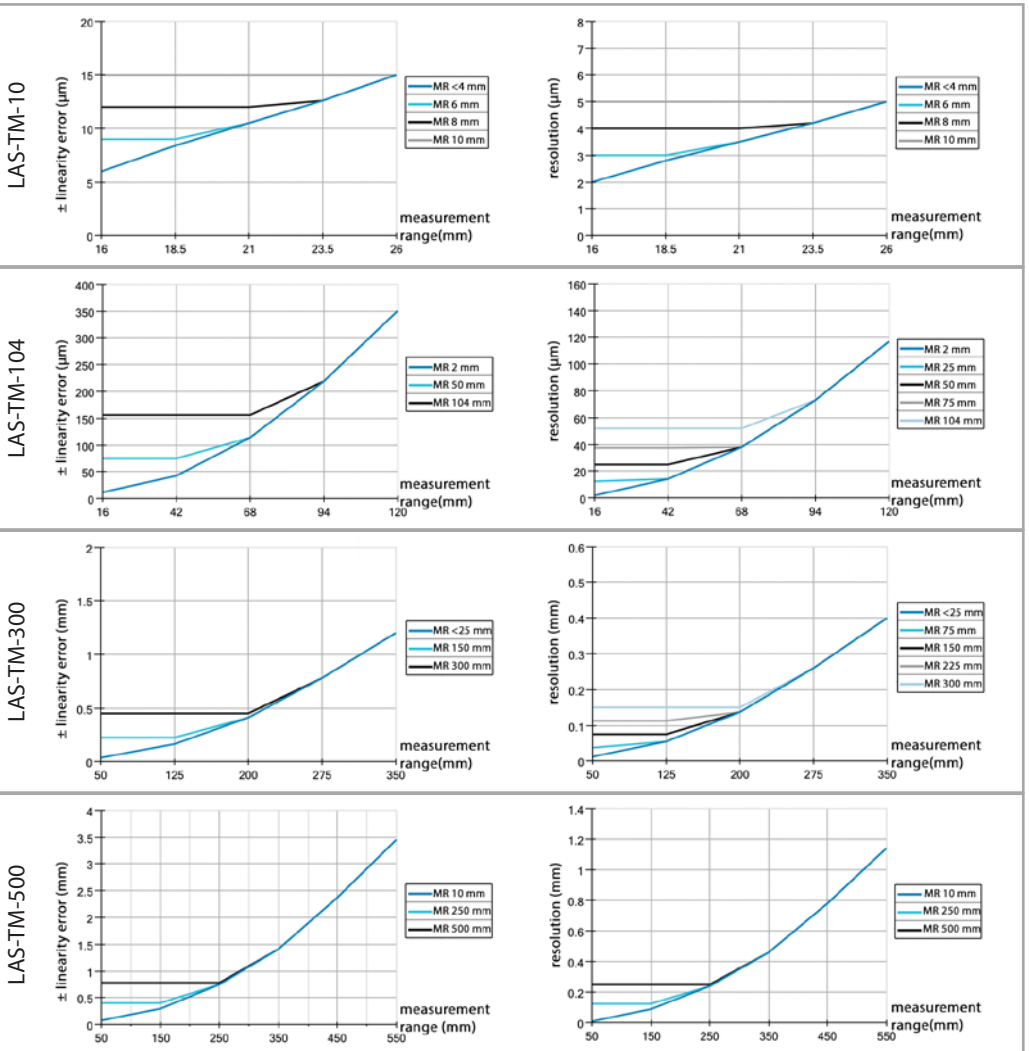 LAS-TM-10
± linearity error (µm)
20
15
10
5
0
16
18.5
21
23.5
26
measurement
range(mm)
MR <4 mm
MR 6 mm
MR 8 mm
MR 10 mm
resolution (µm)
8
7
6
5
4
3
2
1
0
16
18.5
21
23.5
26
measurement
range(mm)
MR <4 mm
MR 6 mm
MR 8 mm
MR 10 mm
LAS-TM-104
± linearity error (µm)
400
350
300
250
200
150
100
50
0
16
42
68
94
120
measurement
range(mm)
MR 2 mm
MR 50 mm
MR 104 mm
resolution (µm)
160
140
120
100
80
60
40
20
0
16
42
68
94
120
measurement
range(mm)
MR 2 mm
MR 25 mm
MR 50 mm
MR 75 mm
MR 104 mm
LAS-TM-300
± linearity error (mm)
2
1.5
1
0.5
0
50
125
200
275
350
measurement
range(mm)
MR <25 mm
MR 150 mm
MR 300 mm
resolution (mm)
0.6
0.5
0.4
0.3
0.2
0.1
0
50
125
200
275
350
measurement
range(mm)
MR <25 mm
MR 75 mm
MR 150 mm
MR 225 mm
MR 300 mm
LAS-TM-500
± linearity error (mm)
4
3.5
3
2.5
2
1.5
1
0.5
0
50
150
250
350
450
550
measurement
range (mm)
MR 10 mm
MR 250 mm
MR 500 mm
resolution (mm)
1.4
1.2
1
0.8
0.6
0.4
0.2
0
50
150
250
350
450
550
measurement
range(mm)
MR 10 mm
MR 250 mm
MR 500 mm